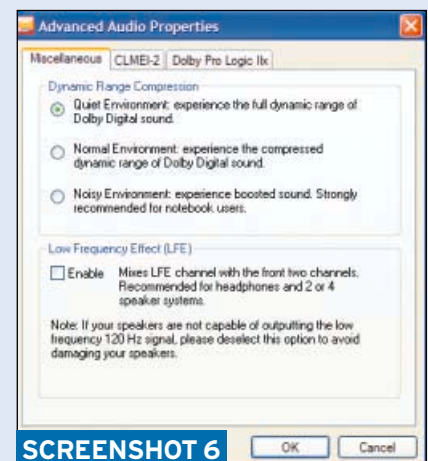 Advanced Audio Properties
Miscellaneous CLMEI-2 Dolby Pro Logic IIx
Dynamic Range Compression
Quiet Environment: experience the full dynamic range of
Dolby Digital sound.
Normal Environment: experience the compressed
dynamic range of Dolby Digital sound.
Noisy Environment: experience boosted sound. Strongly
recommended for notebook users.
Low Frequency Effect (LFE)
Enable Mixes LFE channel with the front two channels.
Recommended for headphones and 2 or 4
speaker systems.
Note: If your speakers are not capable of outputting the low
frequency 120 Hz signal, please deselect this option to avoid
damaging your speakers.
SCREENSHOT 6 OK Cancel